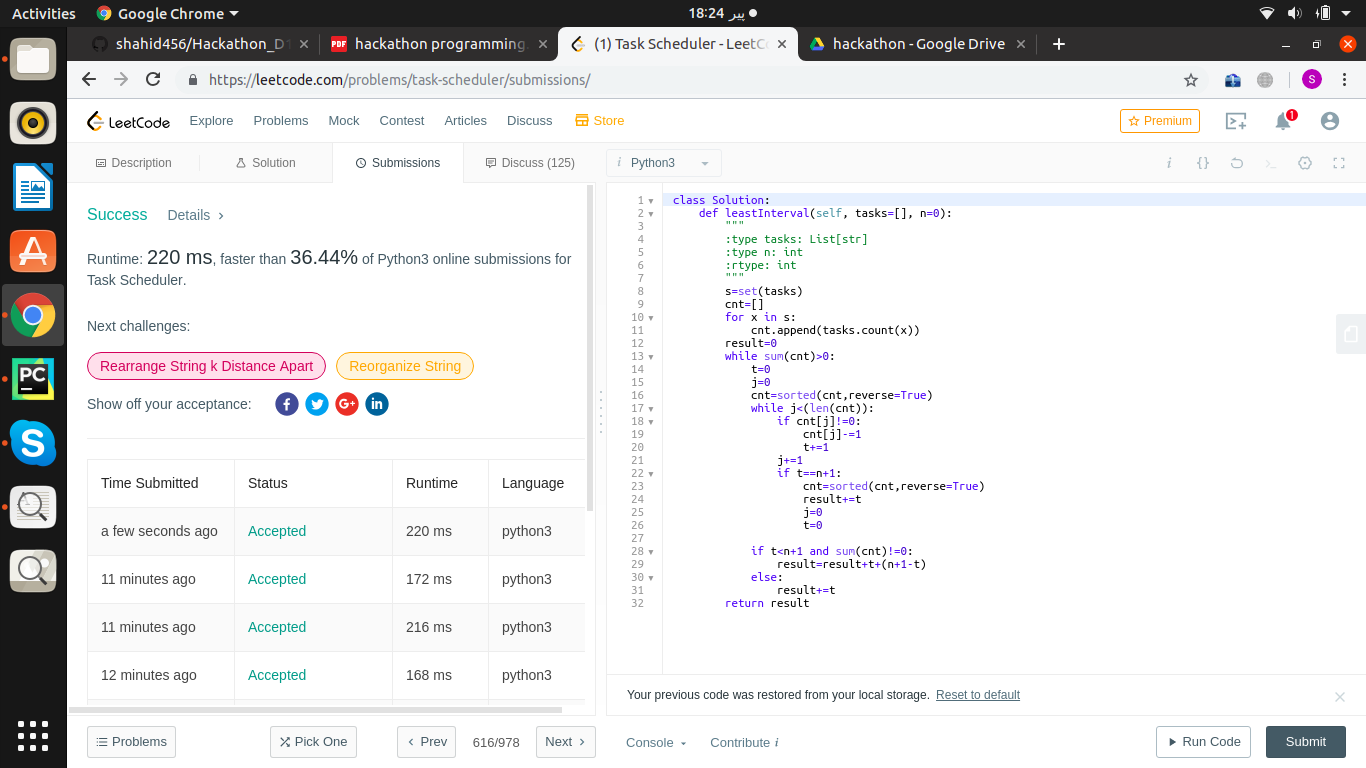 Activities
Google Chrome
18:24 پیر
shahid456/Hackathon_D1
hackathon programming.
(1) Task Scheduler - LeetCo
hackathon - Google Drive
https://leetcode.com/problems/task-scheduler/submissions/
S
LeetCode
Explore
Problems
Mock
Contest
Articles
Discuss
Store
Premium
1
Description
Solution
Submissions
Discuss (125)
i Python3
i
{}
Success
Details
Runtime: 220 ms, faster than 36.44% of Python3 online submissions for
Task Scheduler.
Next challenges:
Rearrange String k Distance Apart
Reorganize String
Show off your acceptance:
Time Submitted Status Runtime Language
a few seconds ago Accepted 220 ms python3
11 minutes ago Accepted 172 ms python3
11 minutes ago Accepted 216 ms python3
12 minutes ago Accepted 168 ms python3
1 class Solution:
2 def leastInterval(self, tasks=[], n=0):
3 """
4 :type tasks: List[str]
5 :type n: int
6 :rtype: int
7 """
8 s=set(tasks)
9 cnt=[]
10 for x in s:
11 cnt.append(tasks.count(x))
12 result=0
13 while sum(cnt)>0:
14 t=0
15 j=0
16 cnt=sorted(cnt,reverse=True)
17 while j<(len(cnt)):
18 if cnt[j]!=0:
19 cnt[j]-=1
20 t+=1
21 j+=1
22 if t==n+1:
23 cnt=sorted(cnt,reverse=True)
24 result+=t
25 j=0
26 t=0
27
28 if t<n+1 and sum(cnt)!=0:
29 result=result+t+(n+1-t)
30 else:
31 result+=t
32 return result
Your previous code was restored from your local storage. Reset to default
Problems
Pick One
Prev
616/978
Next
Console
Contribute i
Run Code
Submit